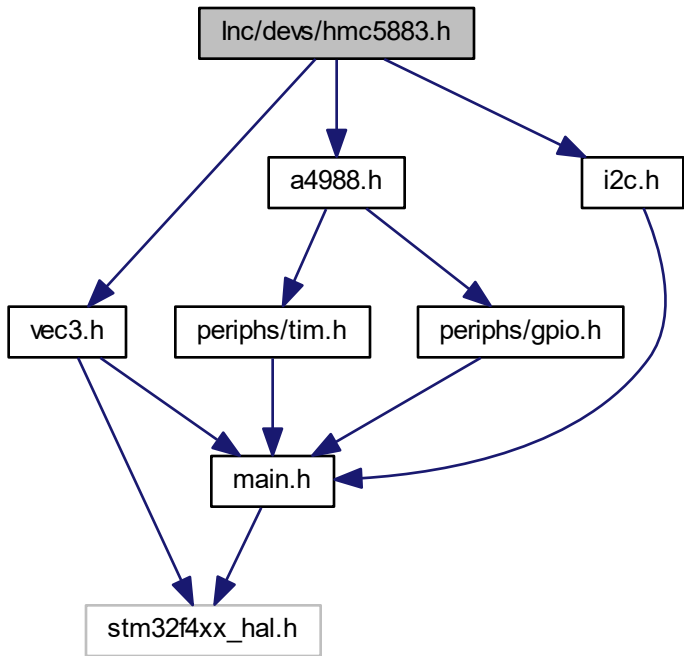 Inc/devs/hmc5883.h
a4988.h
i2c.h
vec3.h
periphs/tim.h
periphs/gpio.h
main.h
stm32f4xx_hal.h